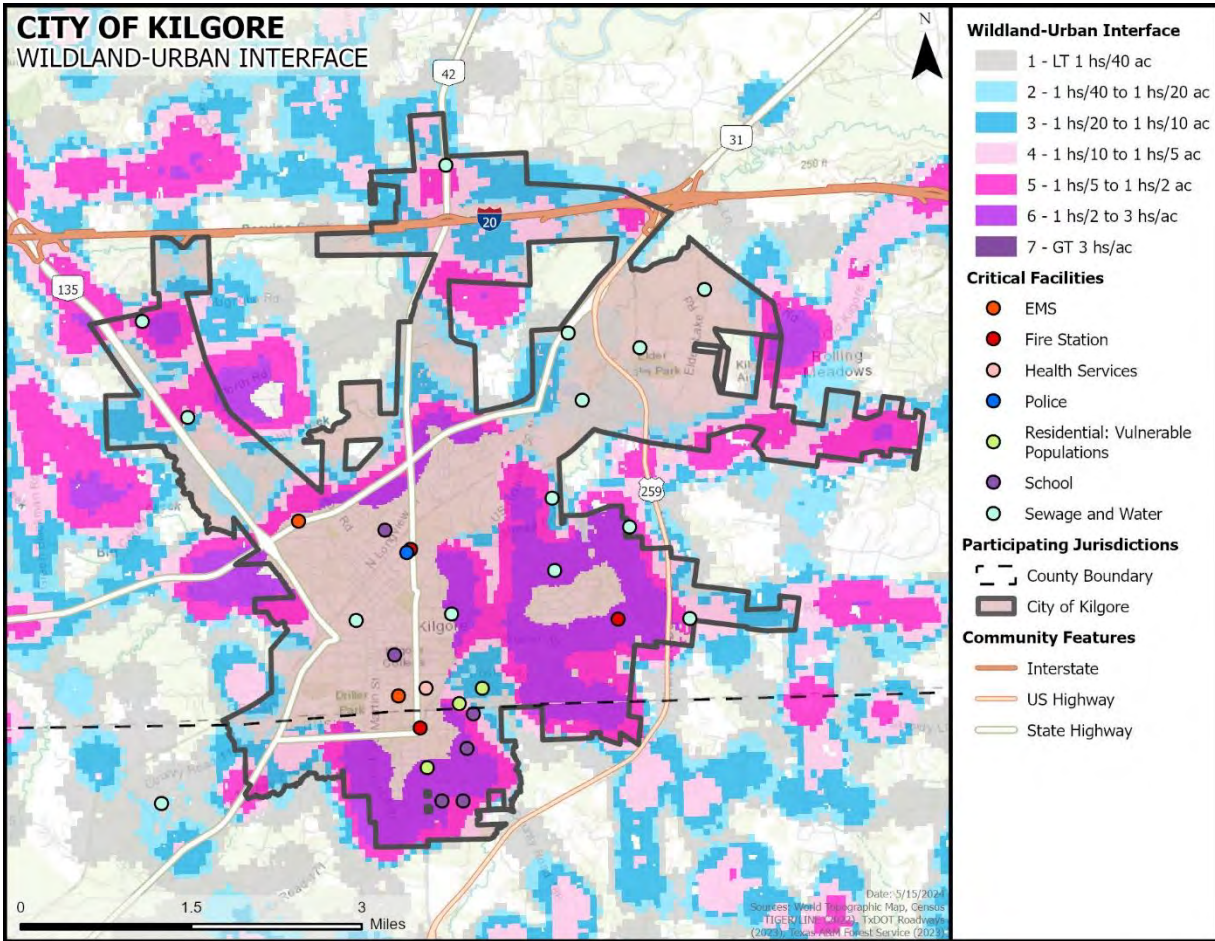 CITY OF KILGORE
WILDLAND-URBAN INTERFACE
N
42
31
250 ft
20
135
Rolling
Meadows
259
N Longview
Kilgore
Driller
Park
Martin St
0 1.5 3
Miles
Date: 5/15/2024
Sources: World Topographic Map, Census
TIGER/LINE (2022), TxDOT Roadways
(2023), Texas A&M Forest Service (2023)
Wildland-Urban Interface
1 - LT 1 hs/40 ac
2 - 1 hs/40 to 1 hs/20 ac
3 - 1 hs/20 to 1 hs/10 ac
4 - 1 hs/10 to 1 hs/5 ac
5 - 1 hs/5 to 1 hs/2 ac
6 - 1 hs/2 to 3 hs/ac
7 - GT 3 hs/ac
Critical Facilities
EMS
Fire Station
Health Services
Police
Residential: Vulnerable
Populations
School
Sewage and Water
Participating Jurisdictions
County Boundary
City of Kilgore
Community Features
Interstate
US Highway
State Highway